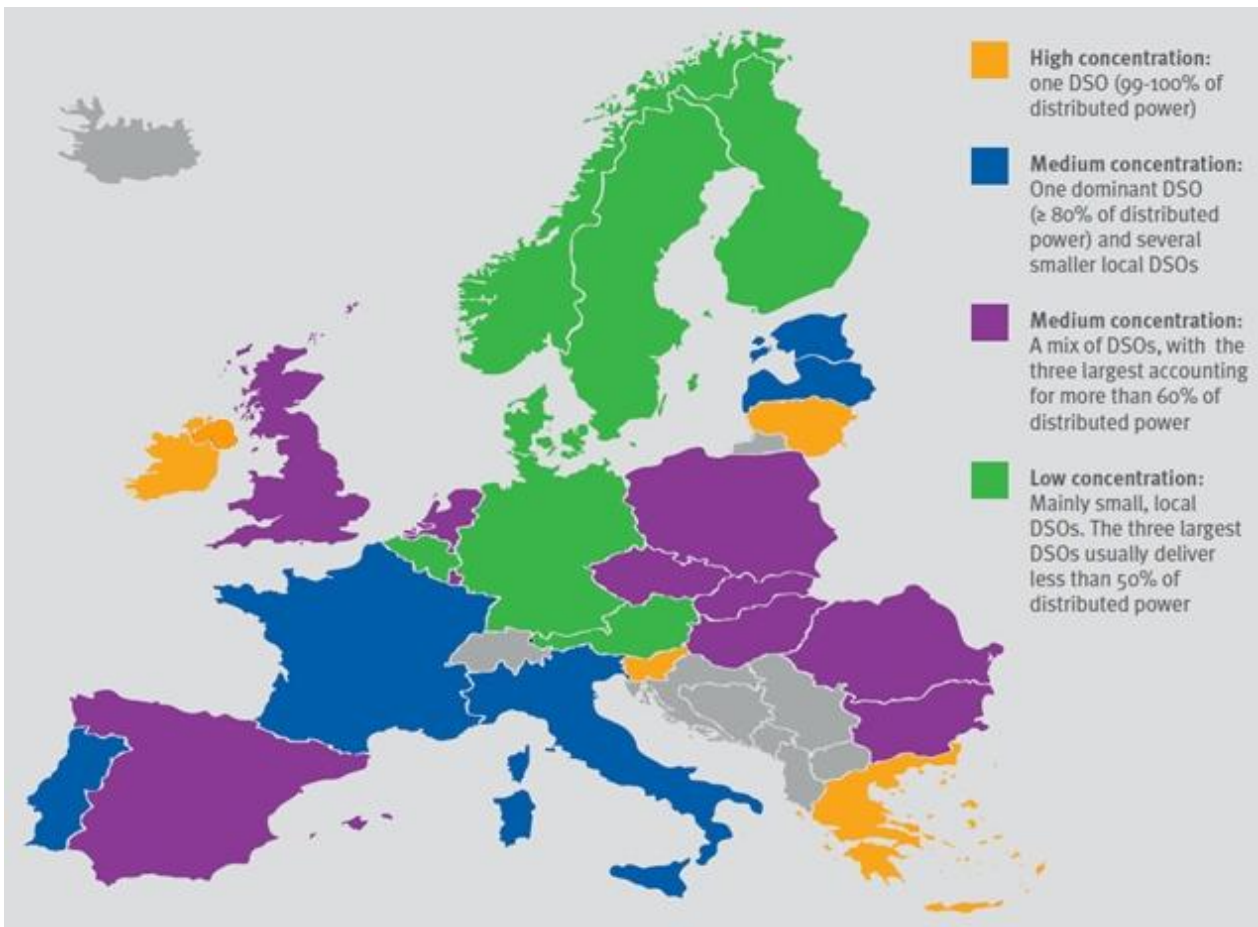 High concentration:
one DSO (99-100% of
distributed power)
Medium concentration:
One dominant DSO
(≥ 80% of distributed
power) and several
smaller local DSOs
Medium concentration:
A mix of DSOs, with the
three largest accounting
for more than 60% of
distributed power
Low concentration:
Mainly small, local
DSOs. The three largest
DSOs usually deliver
less than 50% of
distributed power